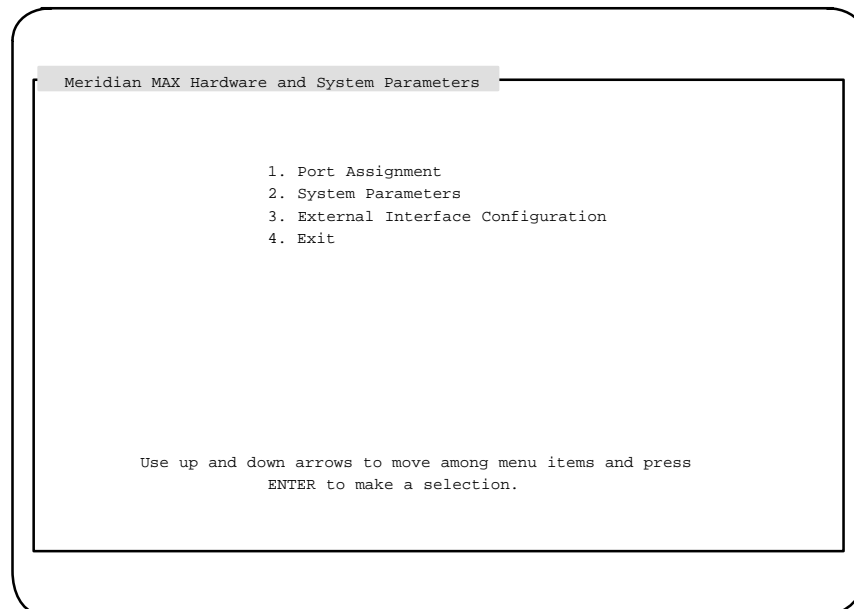 Meridian MAX Hardware and System Parameters
1. Port Assignment
2. System Parameters
3. External Interface Configuration
4. Exit
Use up and down arrows to move among menu items and press
ENTER to make a selection.